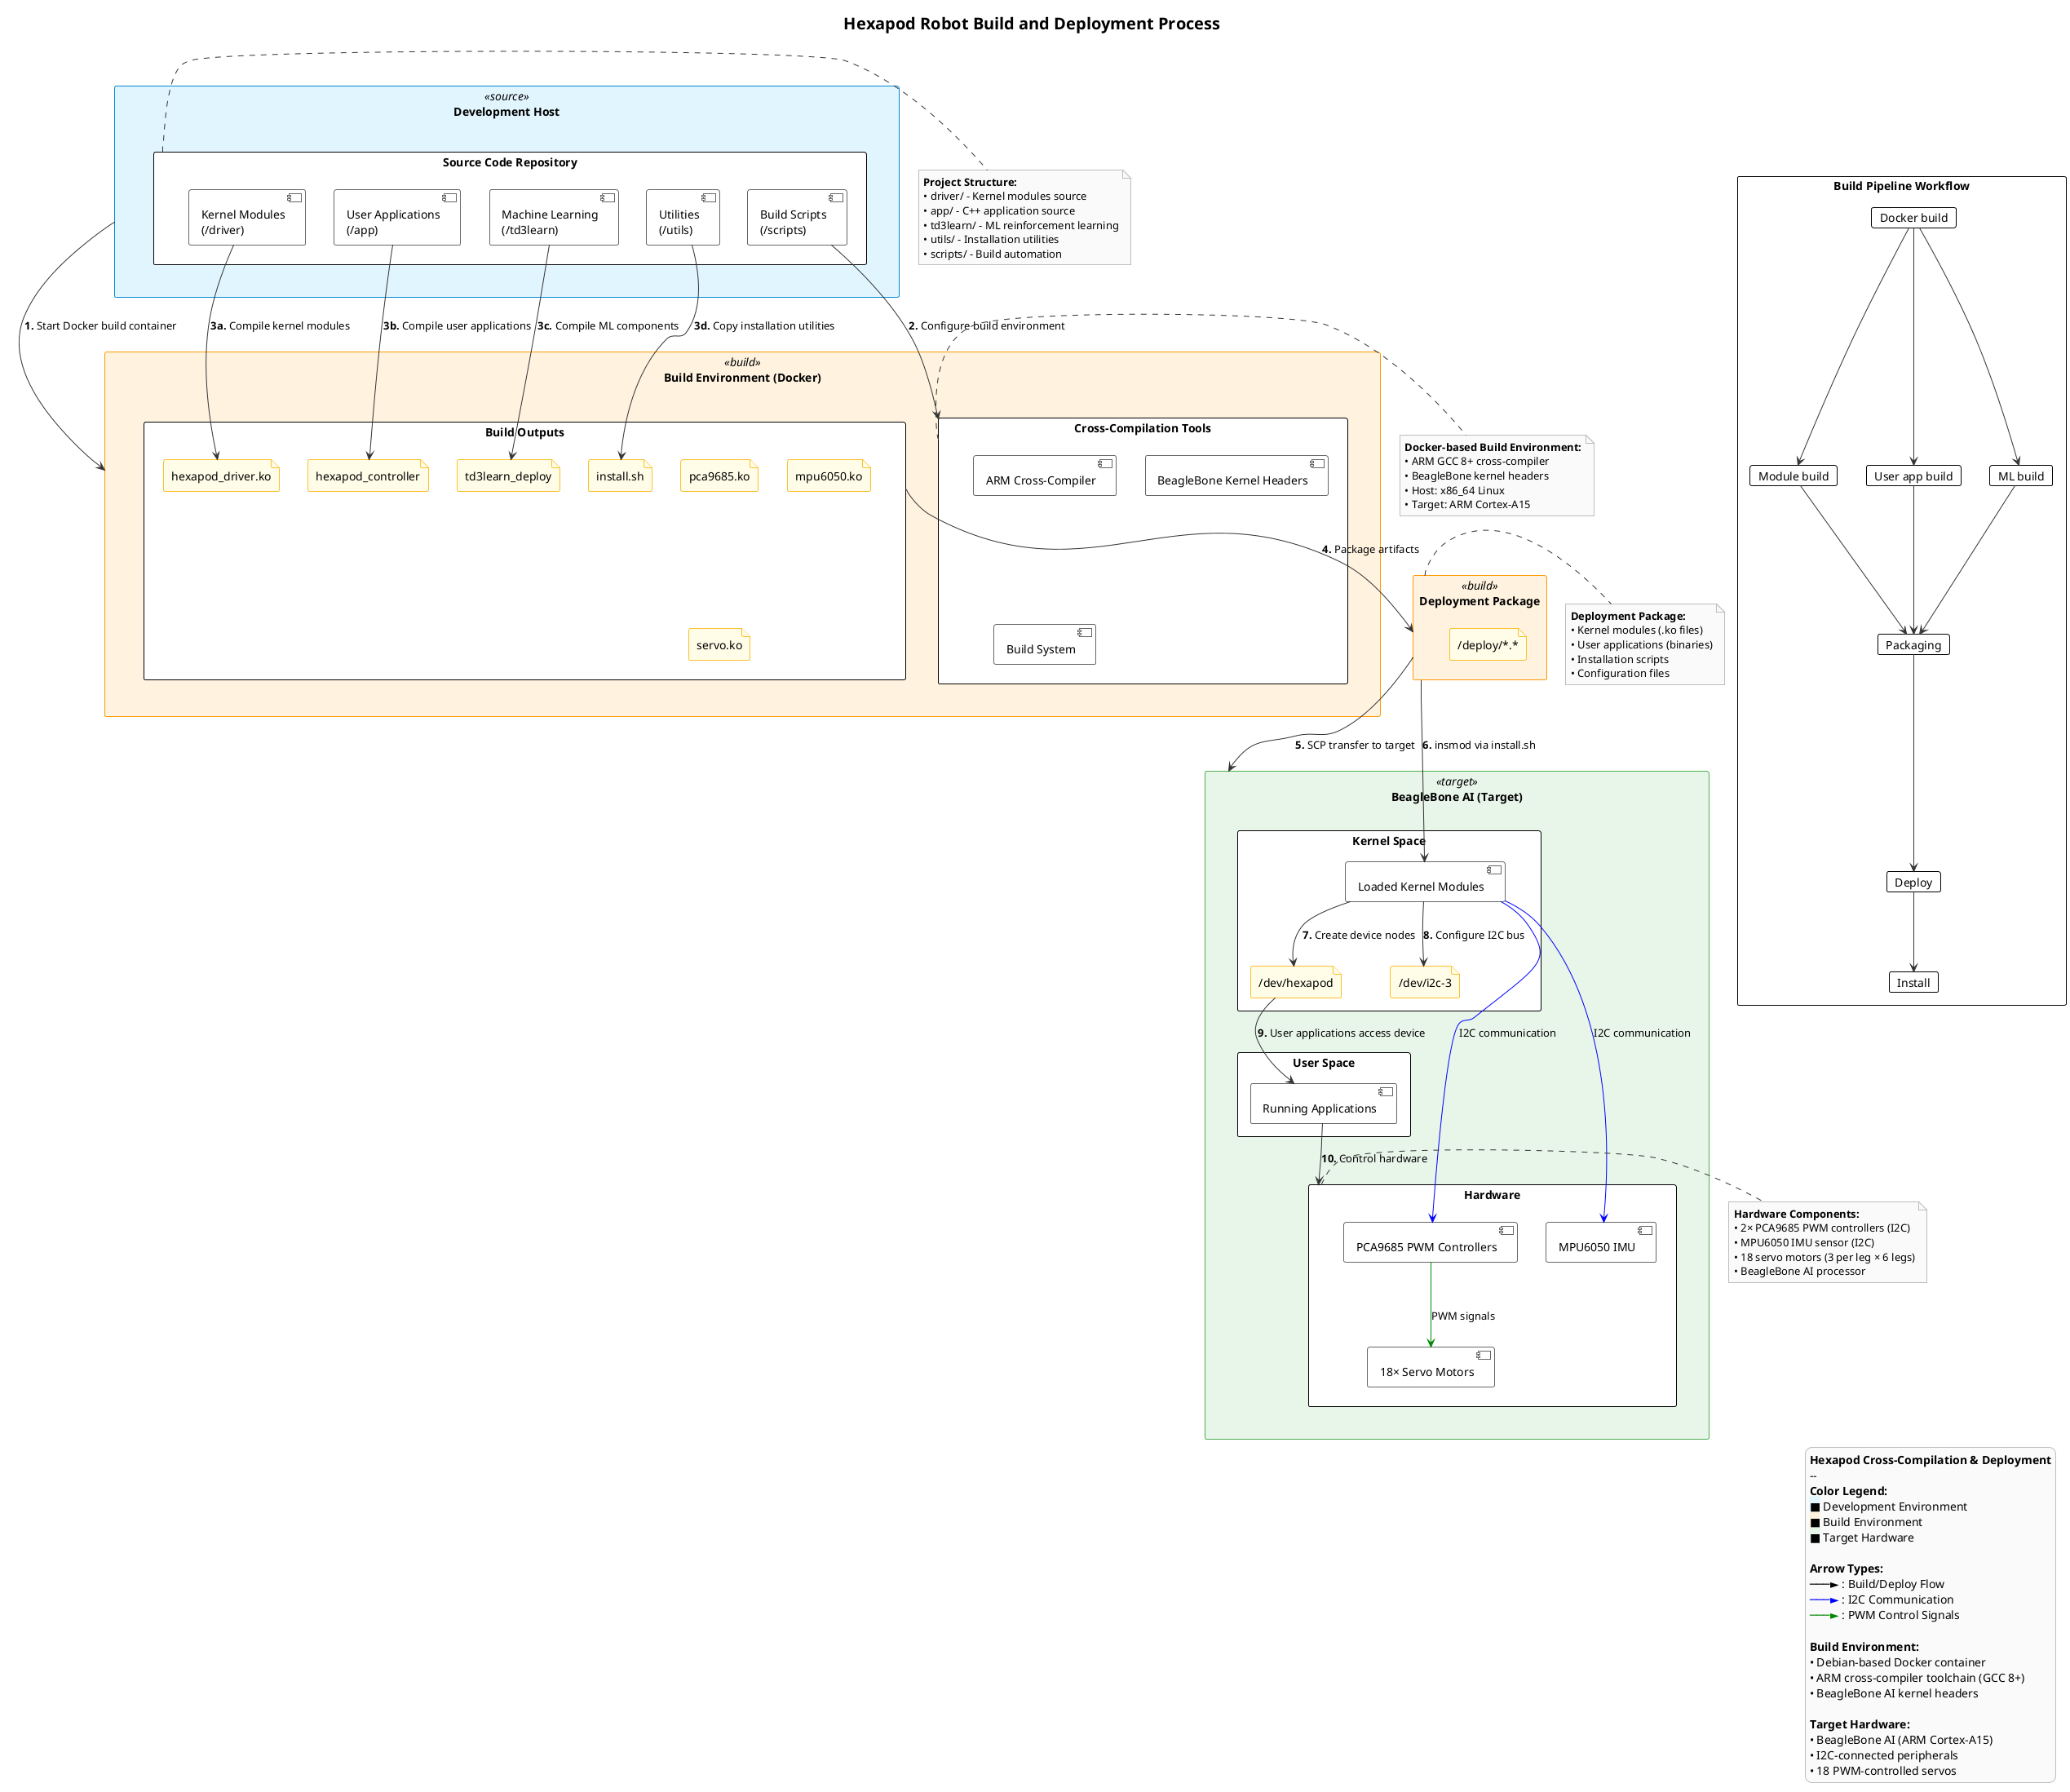 Hexapod Robot Build and Deployment Process
«source»
Development Host
Source Code Repository
Kernel Modules
(/driver)
User Applications
(/app)
Machine Learning
(/td3learn)
Utilities
(/utils)
Build Scripts
(/scripts)
Project Structure:
• driver/ - Kernel modules source
• app/ - C++ application source
• td3learn/ - ML reinforcement learning
• utils/ - Installation utilities
• scripts/ - Build automation
1. Start Docker build container
3a. Compile kernel modules
3b. Compile user applications
3c. Compile ML components
3d. Copy installation utilities
2. Configure build environment
«build»
Build Environment (Docker)
Build Outputs
hexapod_driver.ko
hexapod_controller
td3learn_deploy
install.sh
pca9685.ko
mpu6050.ko
servo.ko
Cross-Compilation Tools
ARM Cross-Compiler
BeagleBone Kernel Headers
Build System
Docker-based Build Environment:
• ARM GCC 8+ cross-compiler
• BeagleBone kernel headers
• Host: x86_64 Linux
• Target: ARM Cortex-A15
4. Package artifacts
«build»
Deployment Package
/deploy/*.*
Deployment Package:
• Kernel modules (.ko files)
• User applications (binaries)
• Installation scripts
• Configuration files
5. SCP transfer to target
6. insmod via install.sh
«target»
BeagleBone AI (Target)
Kernel Space
Loaded Kernel Modules
7. Create device nodes
8. Configure I2C bus
/dev/hexapod
/dev/i2c-3
9. User applications access device
I2C communication
I2C communication
User Space
Running Applications
10. Control hardware
Hardware
PCA9685 PWM Controllers
MPU6050 IMU
PWM signals
18× Servo Motors
Hardware Components:
• 2× PCA9685 PWM controllers (I2C)
• MPU6050 IMU sensor (I2C)
• 18 servo motors (3 per leg × 6 legs)
• BeagleBone AI processor
Build Pipeline Workflow
Docker build
Module build
User app build
ML build
Packaging
Deploy
Install
Hexapod Cross-Compilation & Deployment
--
Color Legend:
■ Development Environment
■ Build Environment
■ Target Hardware
Arrow Types:
───► : Build/Deploy Flow
───► : I2C Communication
───► : PWM Control Signals
Build Environment:
• Debian-based Docker container
• ARM cross-compiler toolchain (GCC 8+)
• BeagleBone AI kernel headers
Target Hardware:
• BeagleBone AI (ARM Cortex-A15)
• I2C-connected peripherals
• 18 PWM-controlled servos